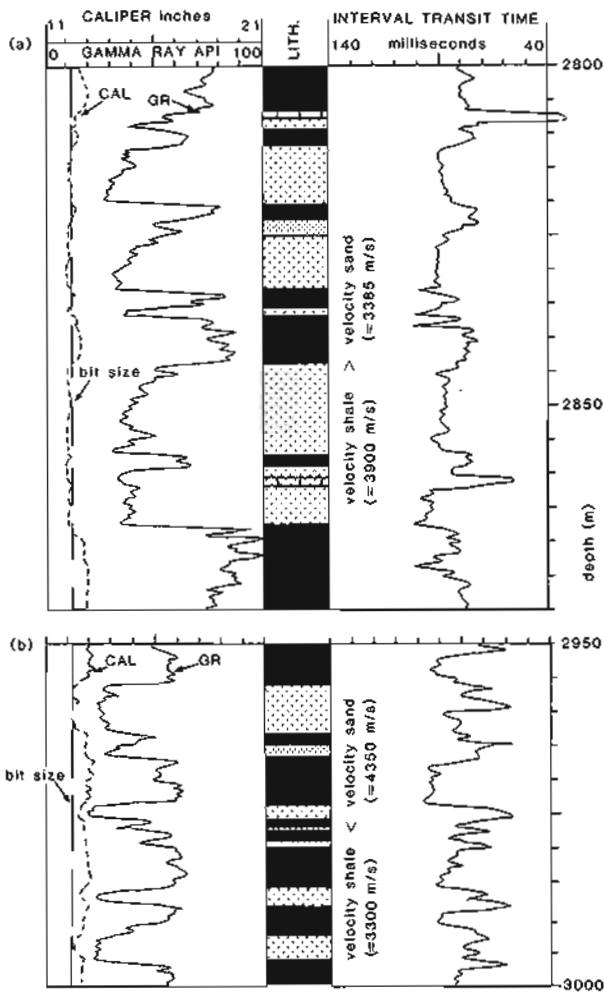 CALIPER inches
11 21
GAMMA RAY API
0 100
LITH.
INTERVAL TRANSIT TIME
140 milliseconds 40
(a)
2800
CAL
GR
bit size
velocity shale > velocity sand
(=3900 m/s) (=3385 m/s)
2850
depth (m)
(b)
2950
CAL
GR
bit size
velocity shale < velocity sand
(=3300 m/s) (=4350 m/s)
3000